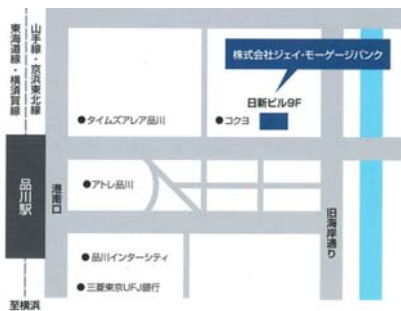 山手線・京浜東北線
東海道線・横須賀線
株式会社ジェイ・モーゲージバンク
日新ビル9F
●タイムズアレア品川
●コクヨ
●アトレ品川
品川駅
港南口
旧海岸通り
●品川インターシティ
●三菱東京UFJ銀行
至横浜